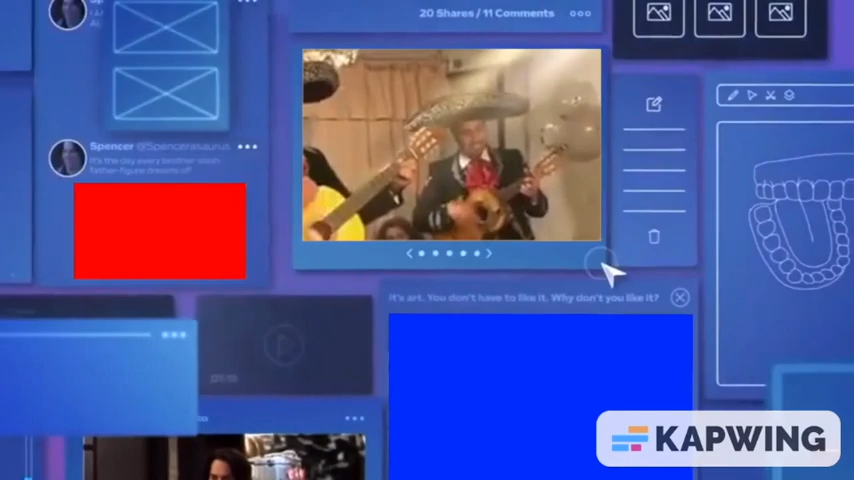 20 Shares / 11 Comments
Spencer @Spencerasaurus
It's the day every brother slash
father-figure dreams of!
It's art. You don't have to like it. Why don't you like it?
KAPWING